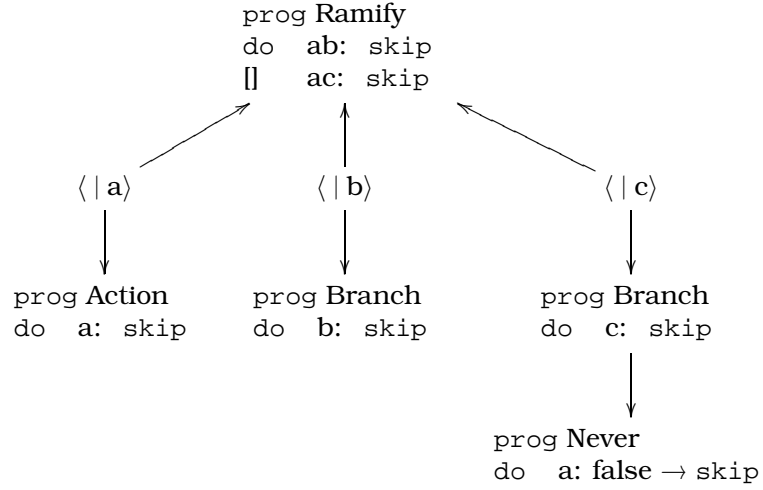 prog Ramify
do ab: skip
[] ac: skip
⟨ | a⟩ ⟨ | b⟩ ⟨ | c⟩
prog Action prog Branch prog Branch
do a: skip do b: skip do c: skip
prog Never
do a: false → skip